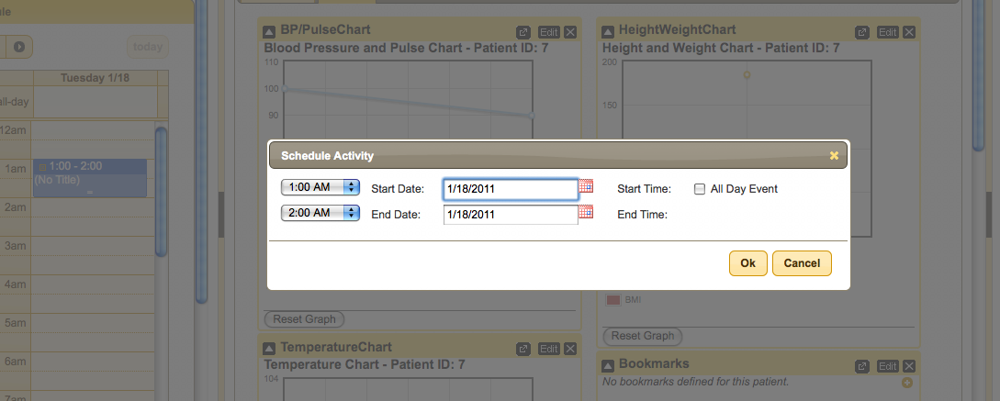 ule
today
Tuesday 1/18
all-day
12am
1am
1:00 - 2:00
(No Title)
2am
3am
4am
5am
6am
7am
BP/PulseChart
Edit
Blood Pressure and Pulse Chart - Patient ID: 7
110
100
90
Reset Graph
HeightWeightChart
Edit
Height and Weight Chart - Patient ID: 7
200
150
BMI
Reset Graph
Schedule Activity
1:00 AM Start Date: 1/18/2011 Start Time: All Day Event
2:00 AM End Date: 1/18/2011 End Time:
Ok Cancel
TemperatureChart
Edit
Temperature Chart - Patient ID: 7
104
Bookmarks
Edit
No bookmarks defined for this patient.